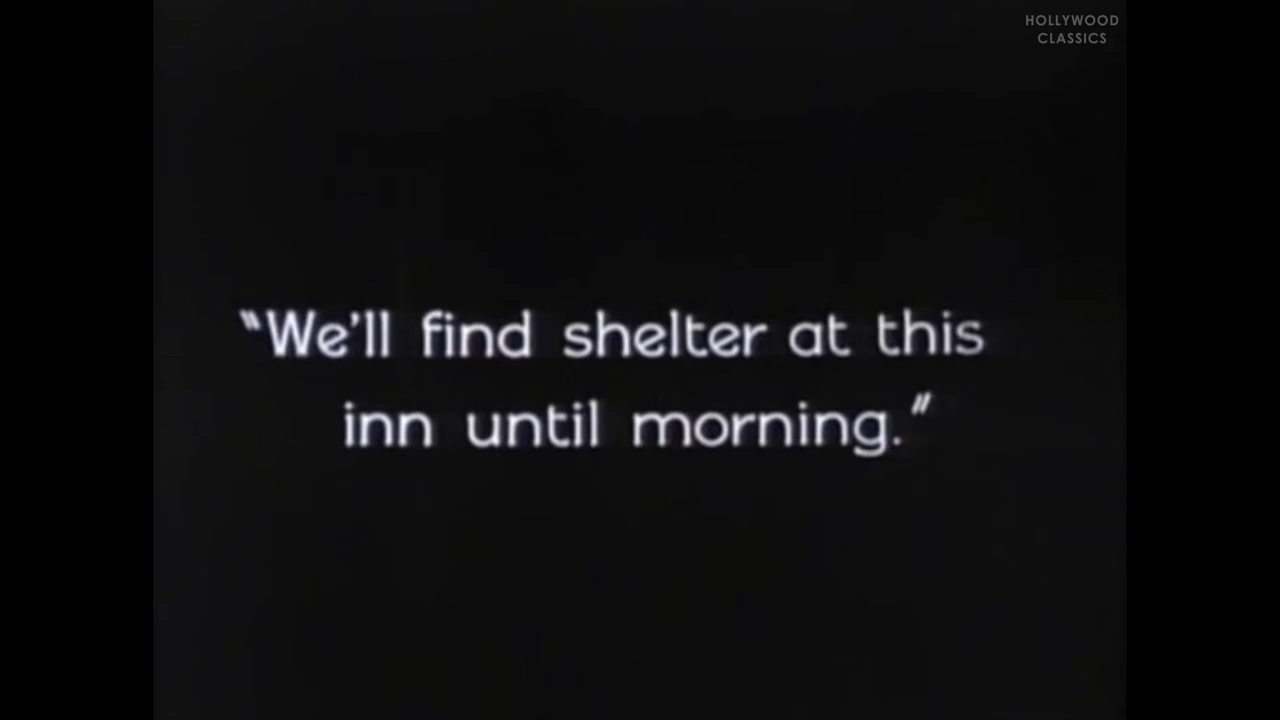 HOLLYWOOD
CLASSICS
“We'll find shelter at this
inn until morning.”